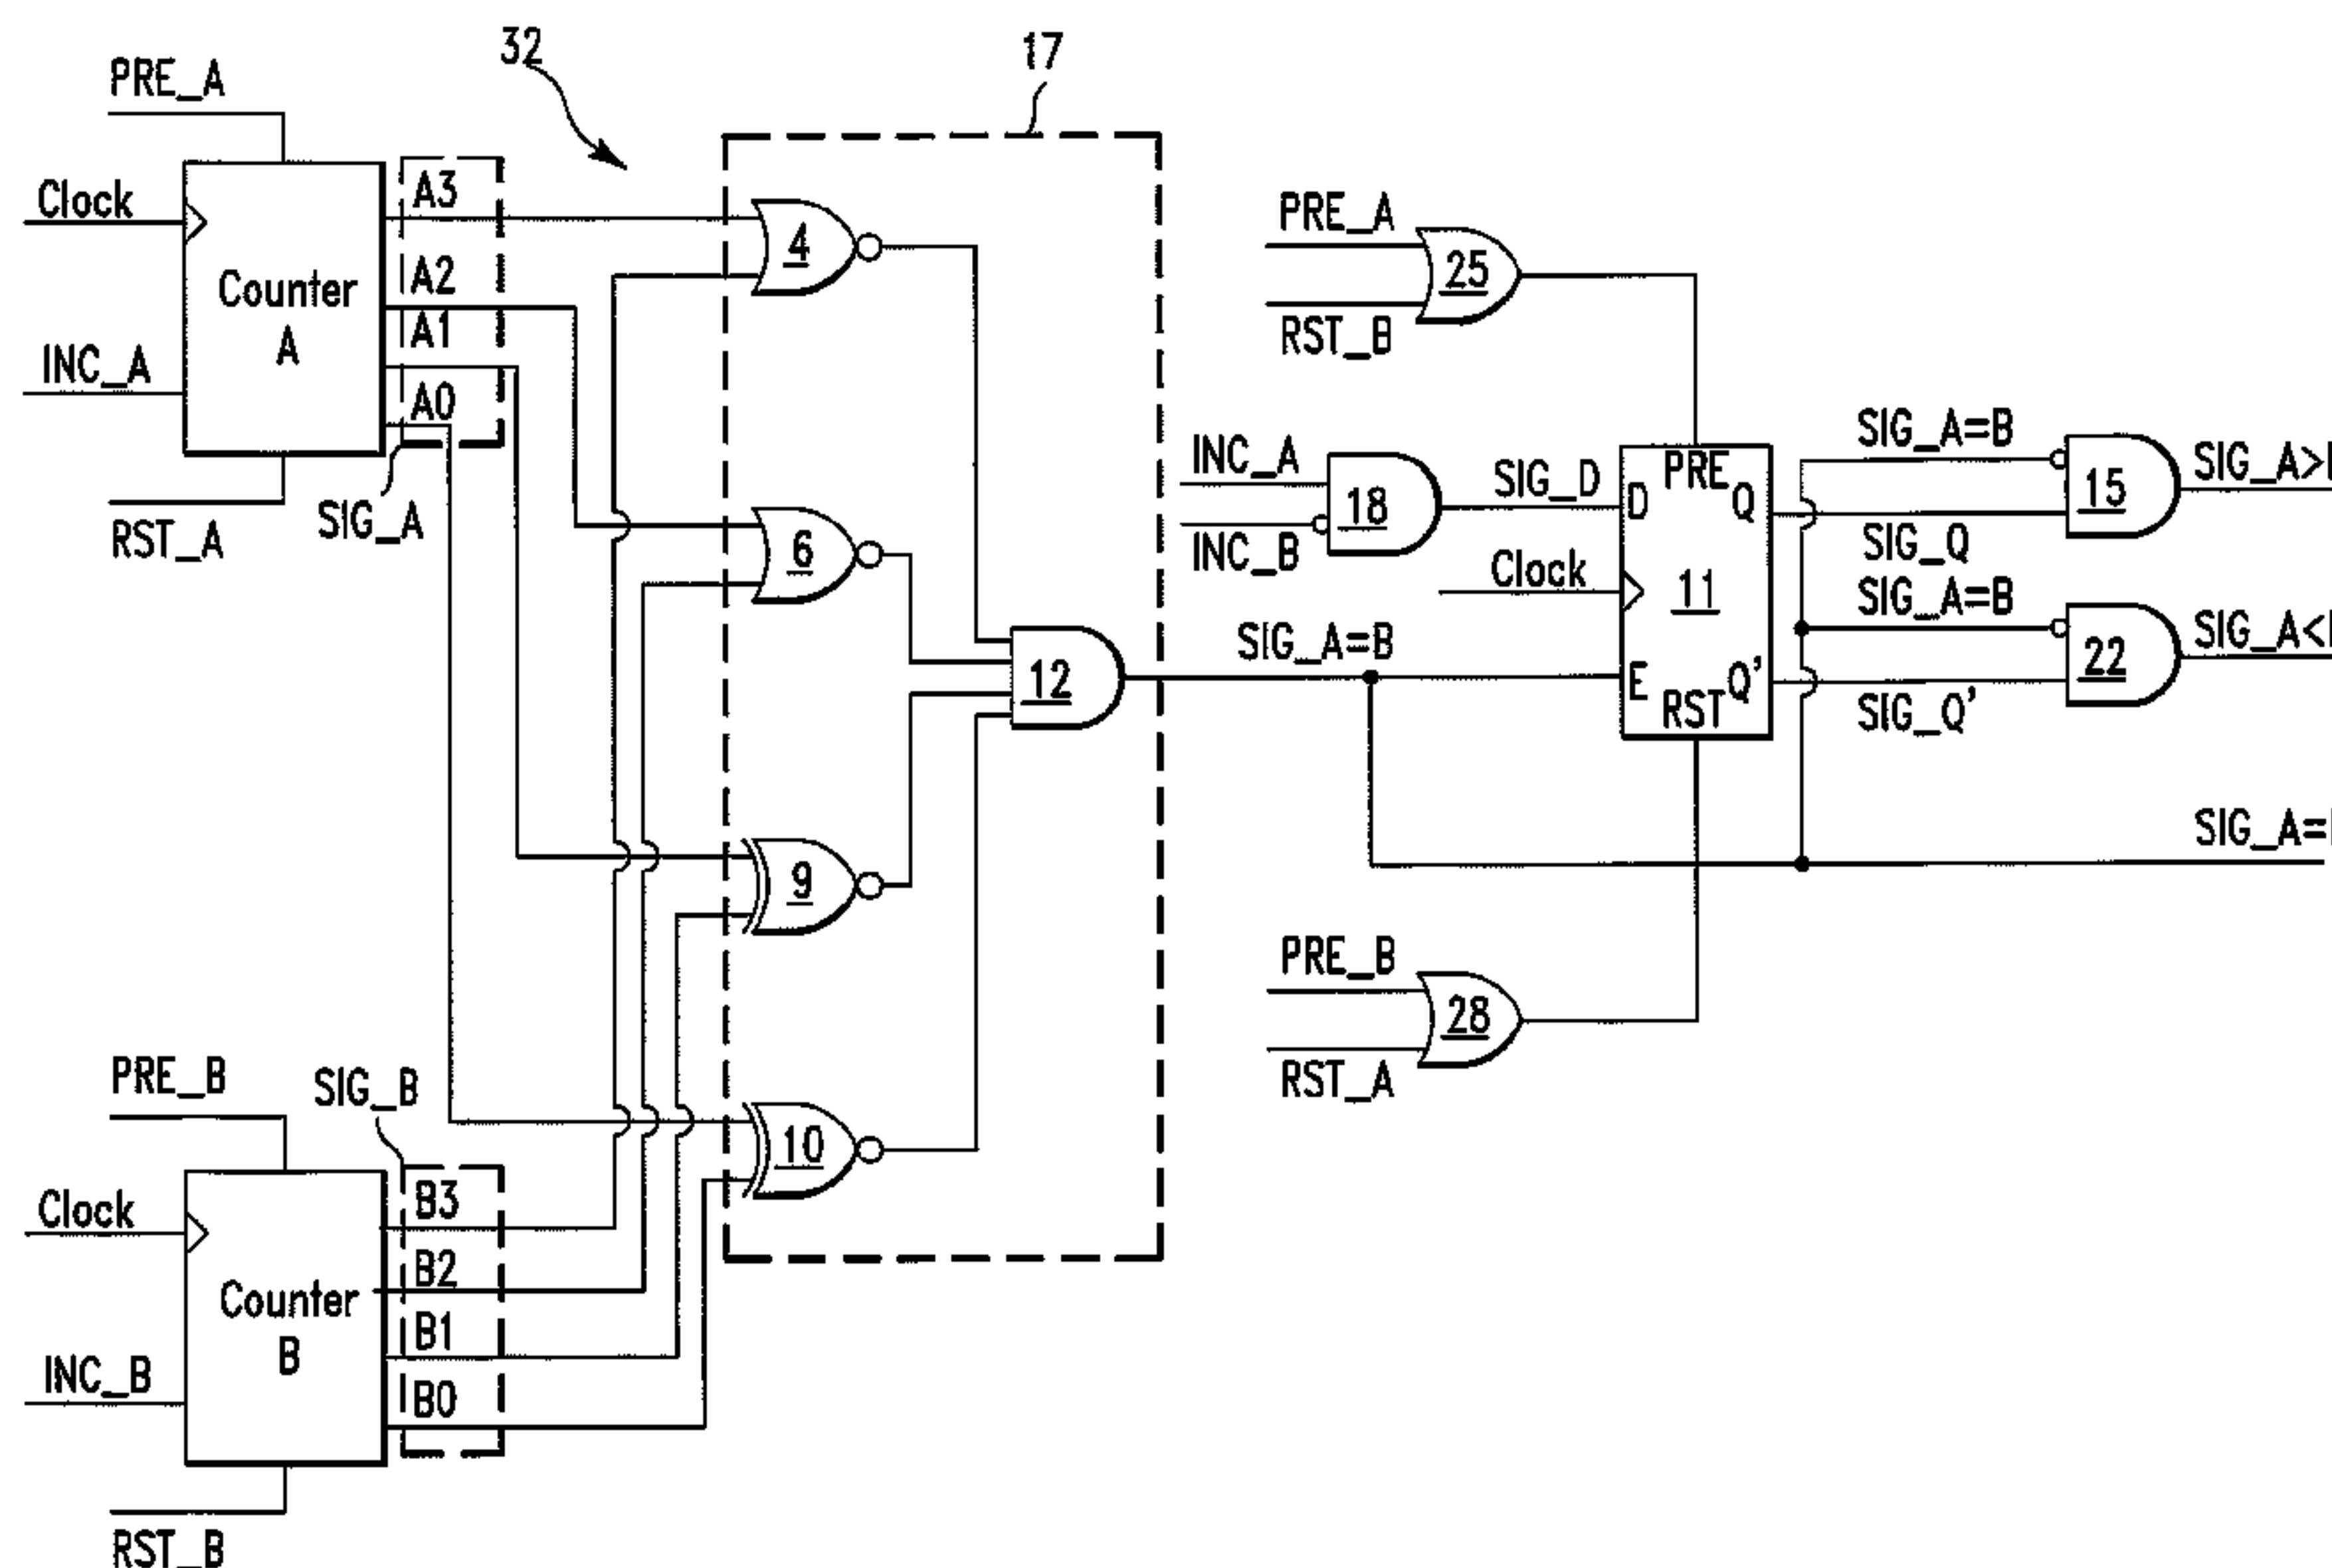 32
17
PRE_A
Clock
Counter
A
INC_A
RST_A
A3
A2
A1
A0
SIG_A
4
6
9
10
12
PRE_B
SIG_B
Clock
Counter
B
INC_B
RST_B
B3
B2
B1
B0
PRE_A
RST_B
25
INC_A
INC_B
18
SIG_D
Clock
SIG_A=B
D
PRE
Q
11
E
RST
Q'
SIG_A=B
SIG_Q
SIG_A=B
SIG_Q'
15
22
SIG_A>
SIG_A<
SIG_A=
PRE_B
RST_A
28